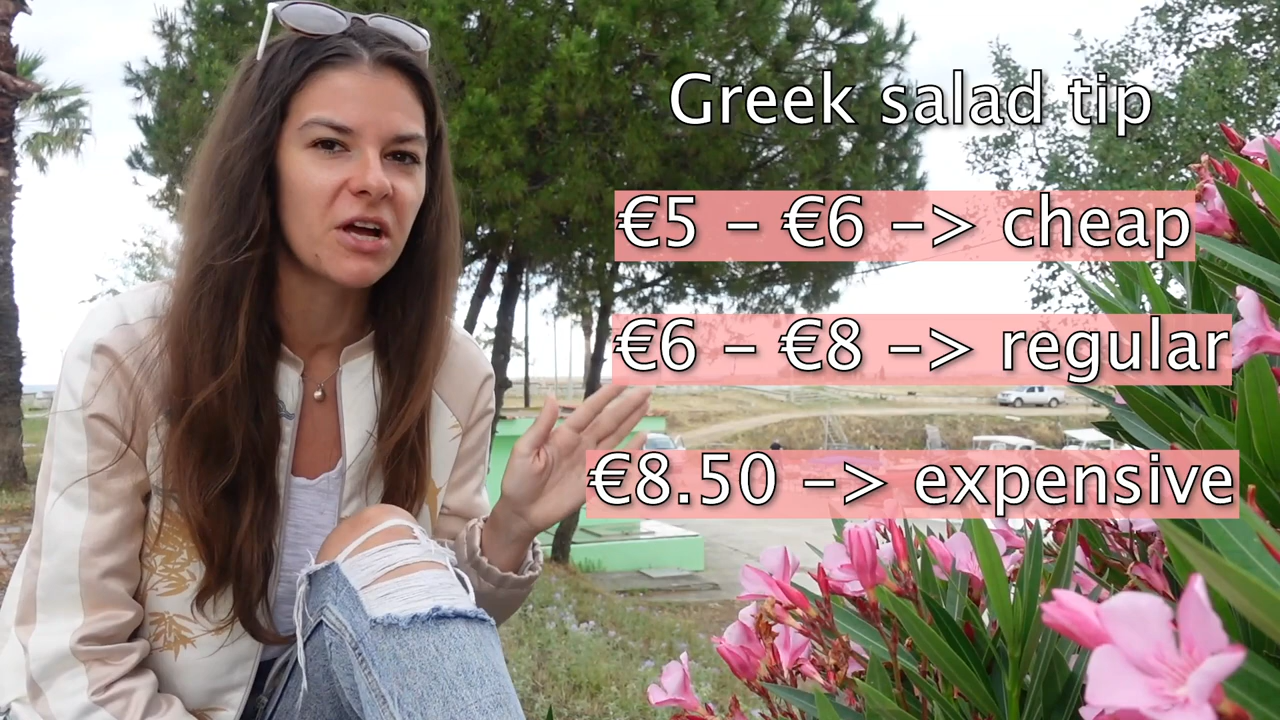 Greek salad tip
€5 – €6 –> cheap
€6 – €8 –> regular
€8.50 –> expensive